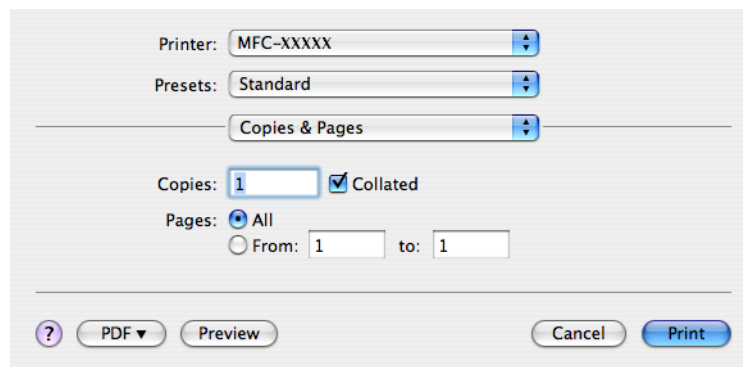 Printer: MFC-XXXXX
Presets: Standard
Copies & Pages
Copies: 1 Collated
Pages: All
From: 1 to: 1
? PDF ▼ Preview Cancel Print